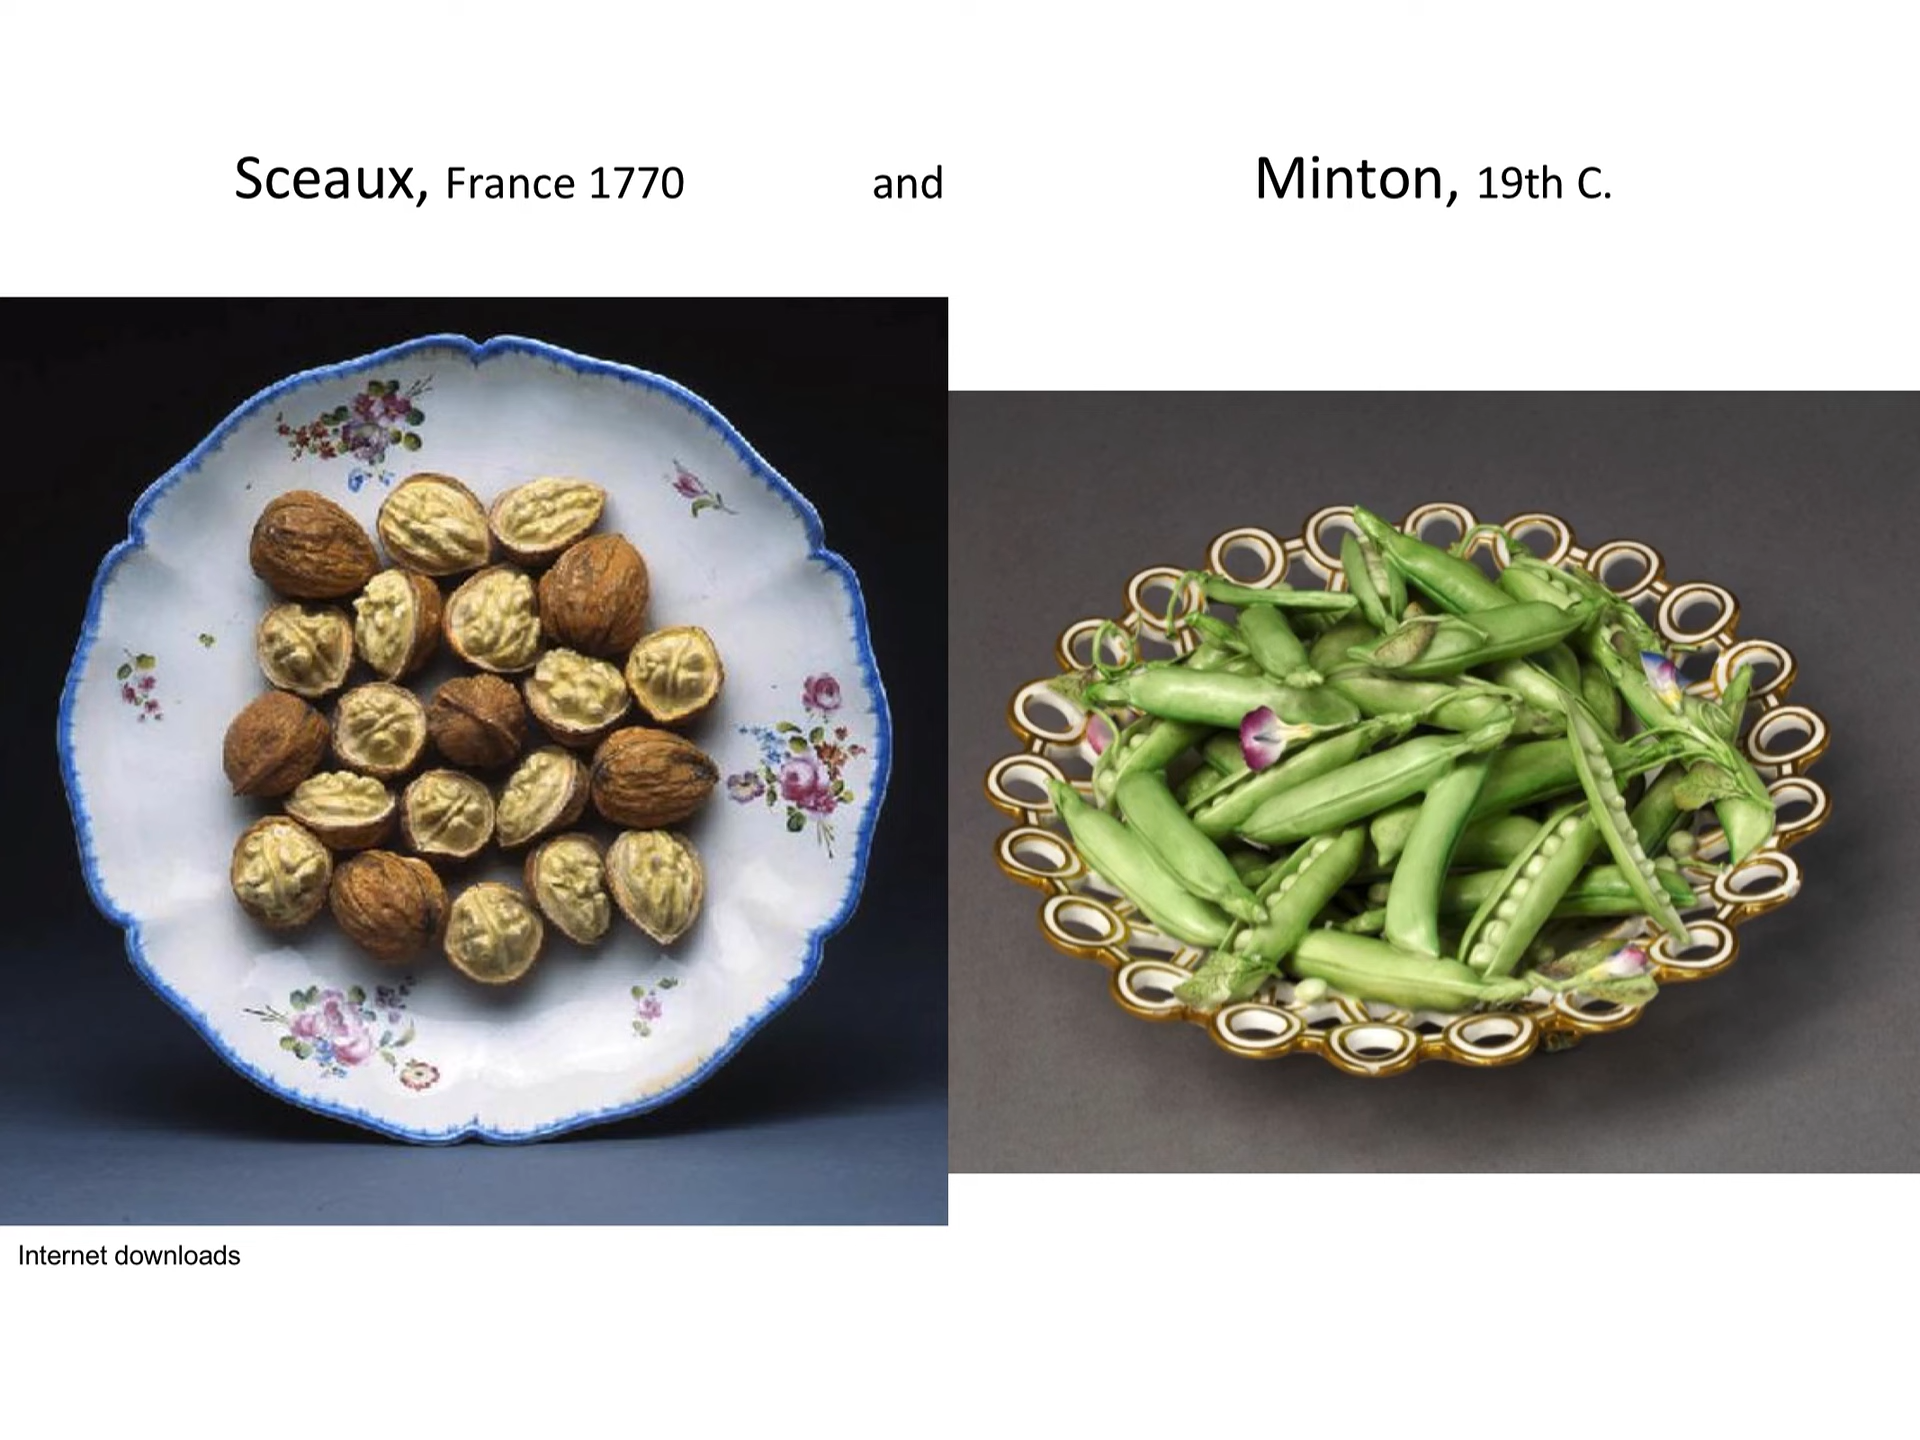 Sceaux, France 1770 and Minton, 19th C.
Internet downloads